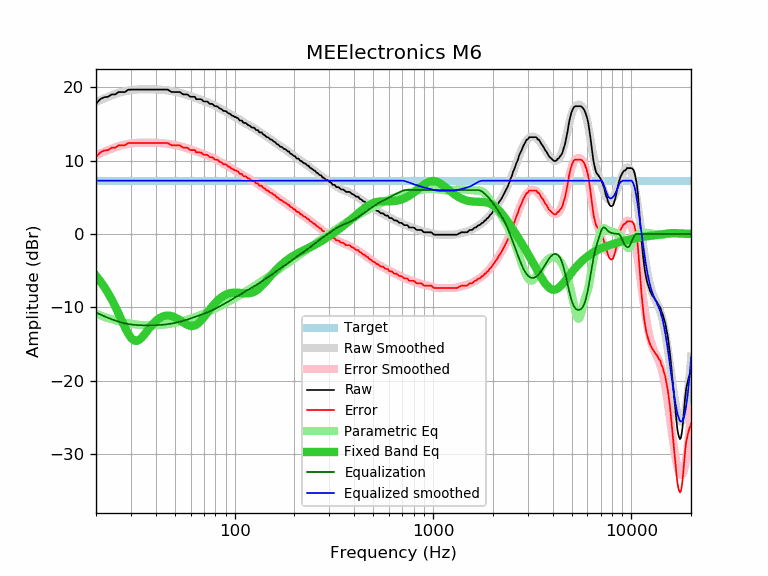 MEElectronics M6
Amplitude (dBr)
20
10
0
−10
−20
−30
Target
Raw Smoothed
Error Smoothed
Raw
Error
Parametric Eq
Fixed Band Eq
Equalization
Equalized smoothed
100
1000
10000
Frequency (Hz)